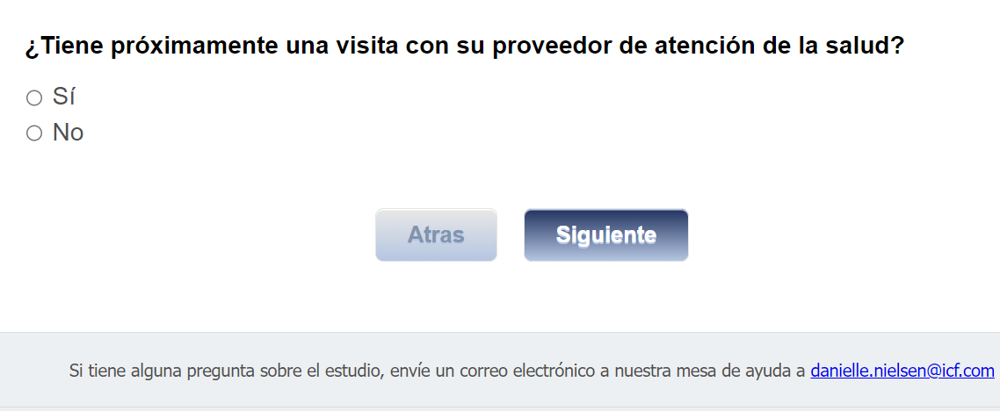 ¿Tiene próximamente una visita con su proveedor de atención de la salud?
Sí
No
Atras
Siguiente
Si tiene alguna pregunta sobre el estudio, envíe un correo electrónico a nuestra mesa de ayuda a danielle.nielsen@icf.com